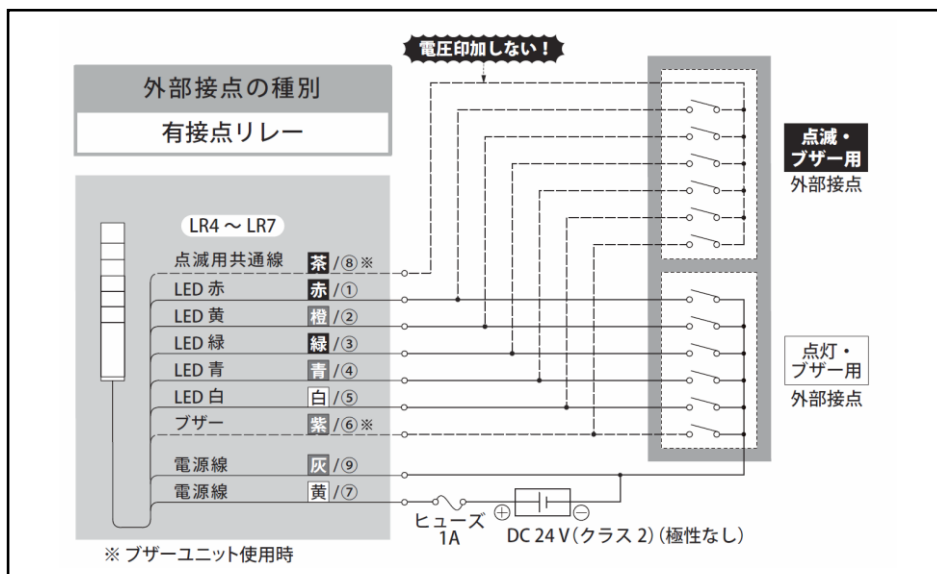 電圧印加しない！
外部接点の種別
有接点リレー
点滅・
ブザー用
外部接点
LR4 ～ LR7
点滅用共通線 茶 /⑧※
LED 赤 赤 /①
LED 黄 橙 /②
LED 緑 緑 /③
LED 青 青 /④
LED 白 白 /⑤
ブザー 紫 /⑥※
電源線 灰 /⑨
電源線 黄 /⑦
点灯・
ブザー用
外部接点
⊕ ⊖
ヒューズ
1A
DC 24 V（クラス 2）（極性なし）
※ ブザーユニット使用時